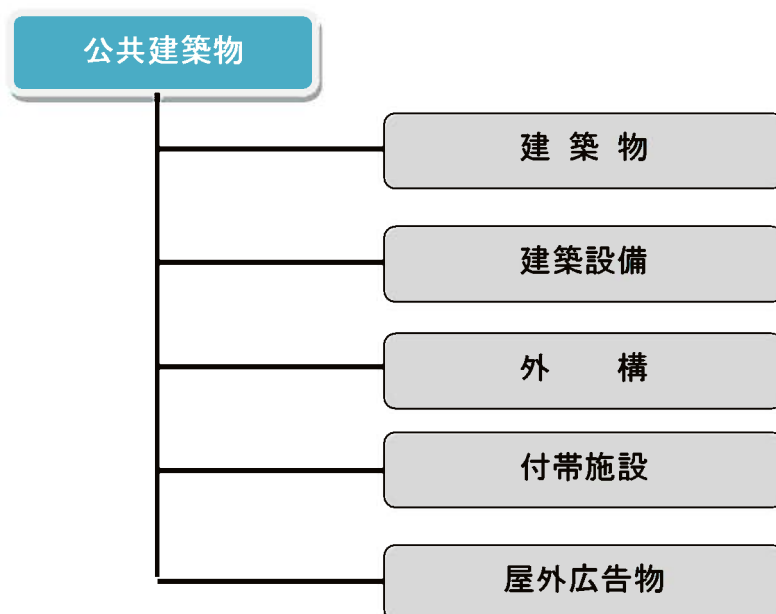 公共建築物
建 築 物
建築設備
外　　構
付帯施設
屋外広告物